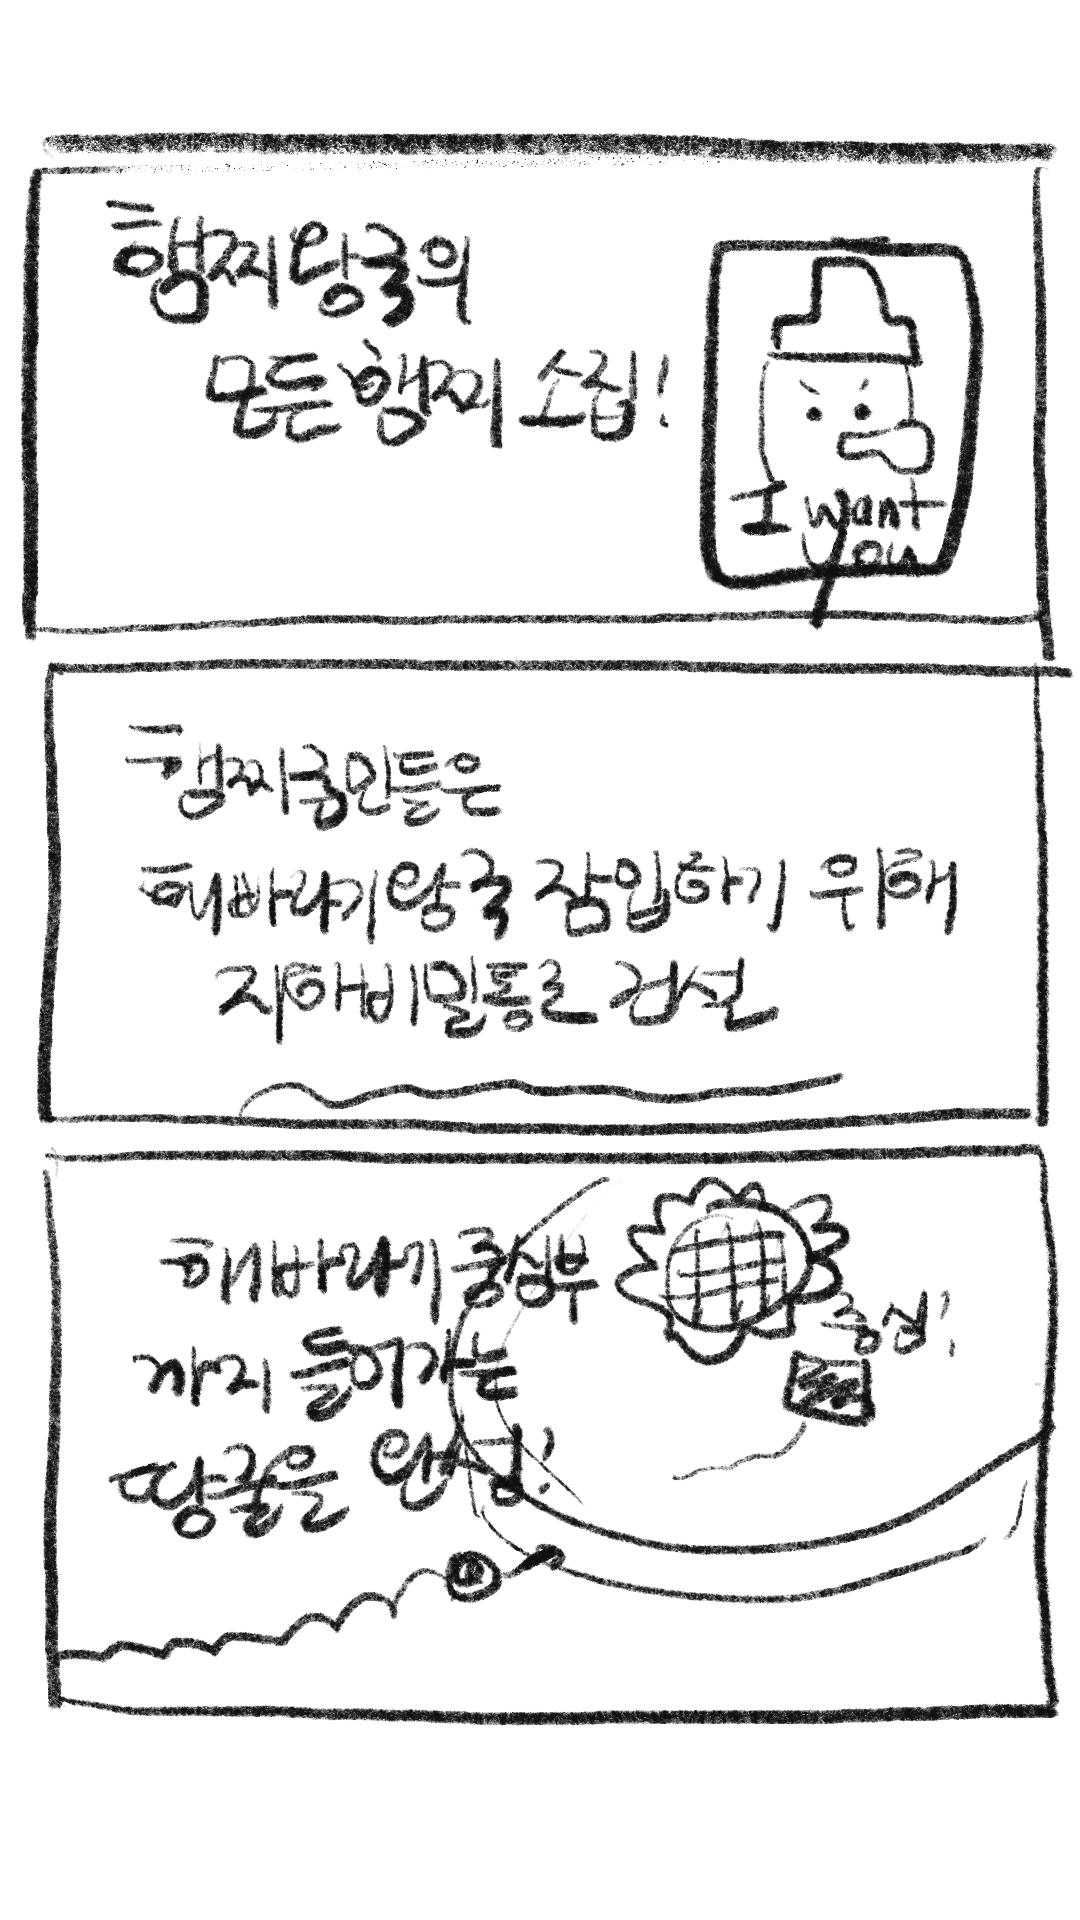 햄찌왕국의
모든 햄찌 소집!
I want
you
햄찌국민들은
해바라기왕국 잠입하기 위해
지하비밀통로 건설
해바라기 중심부
까지 들어가는
땅굴을 완성!
중심!